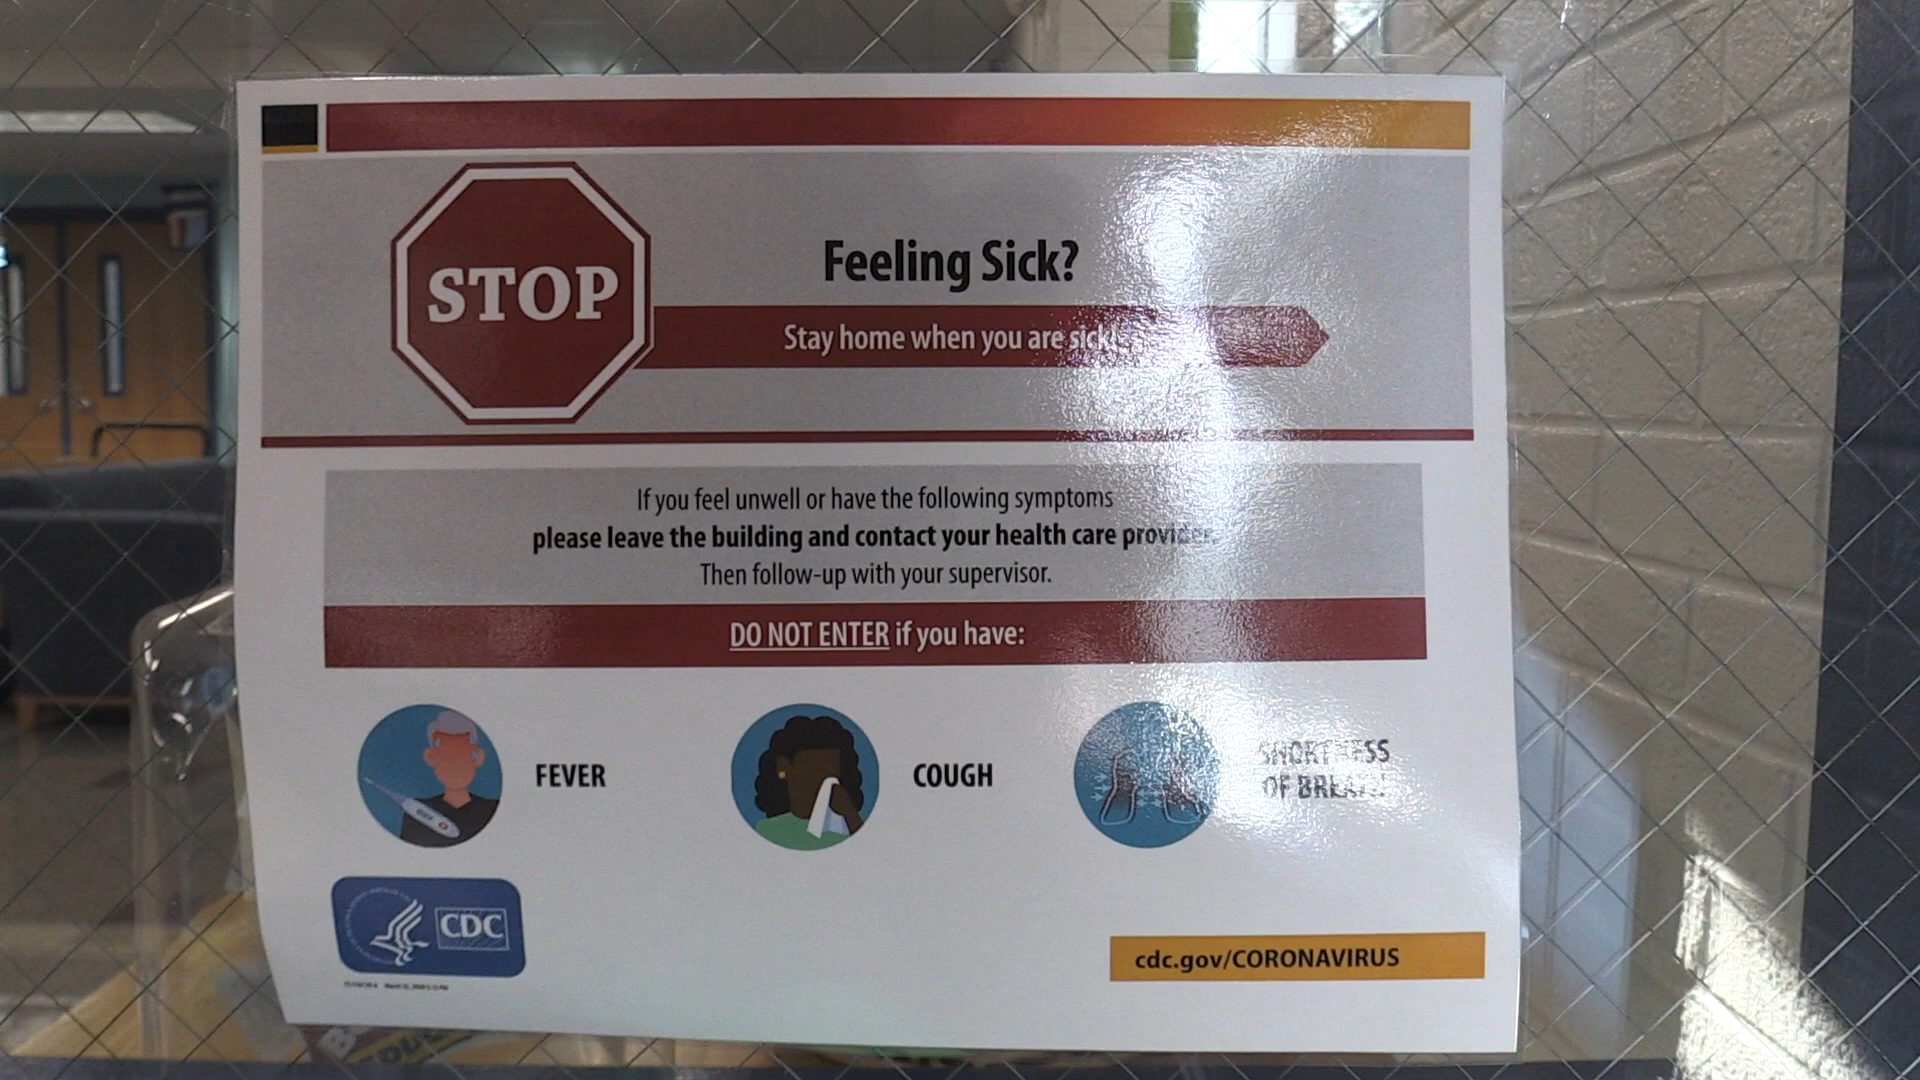 STOP
Feeling Sick?
Stay home when you are sick!
If you feel unwell or have the following symptoms
please leave the building and contact your health care provider.
Then follow-up with your supervisor.
DO NOT ENTER if you have:
FEVER
COUGH
SHORTNESS
OF BREATH
CDC
cdc.gov/CORONAVIRUS